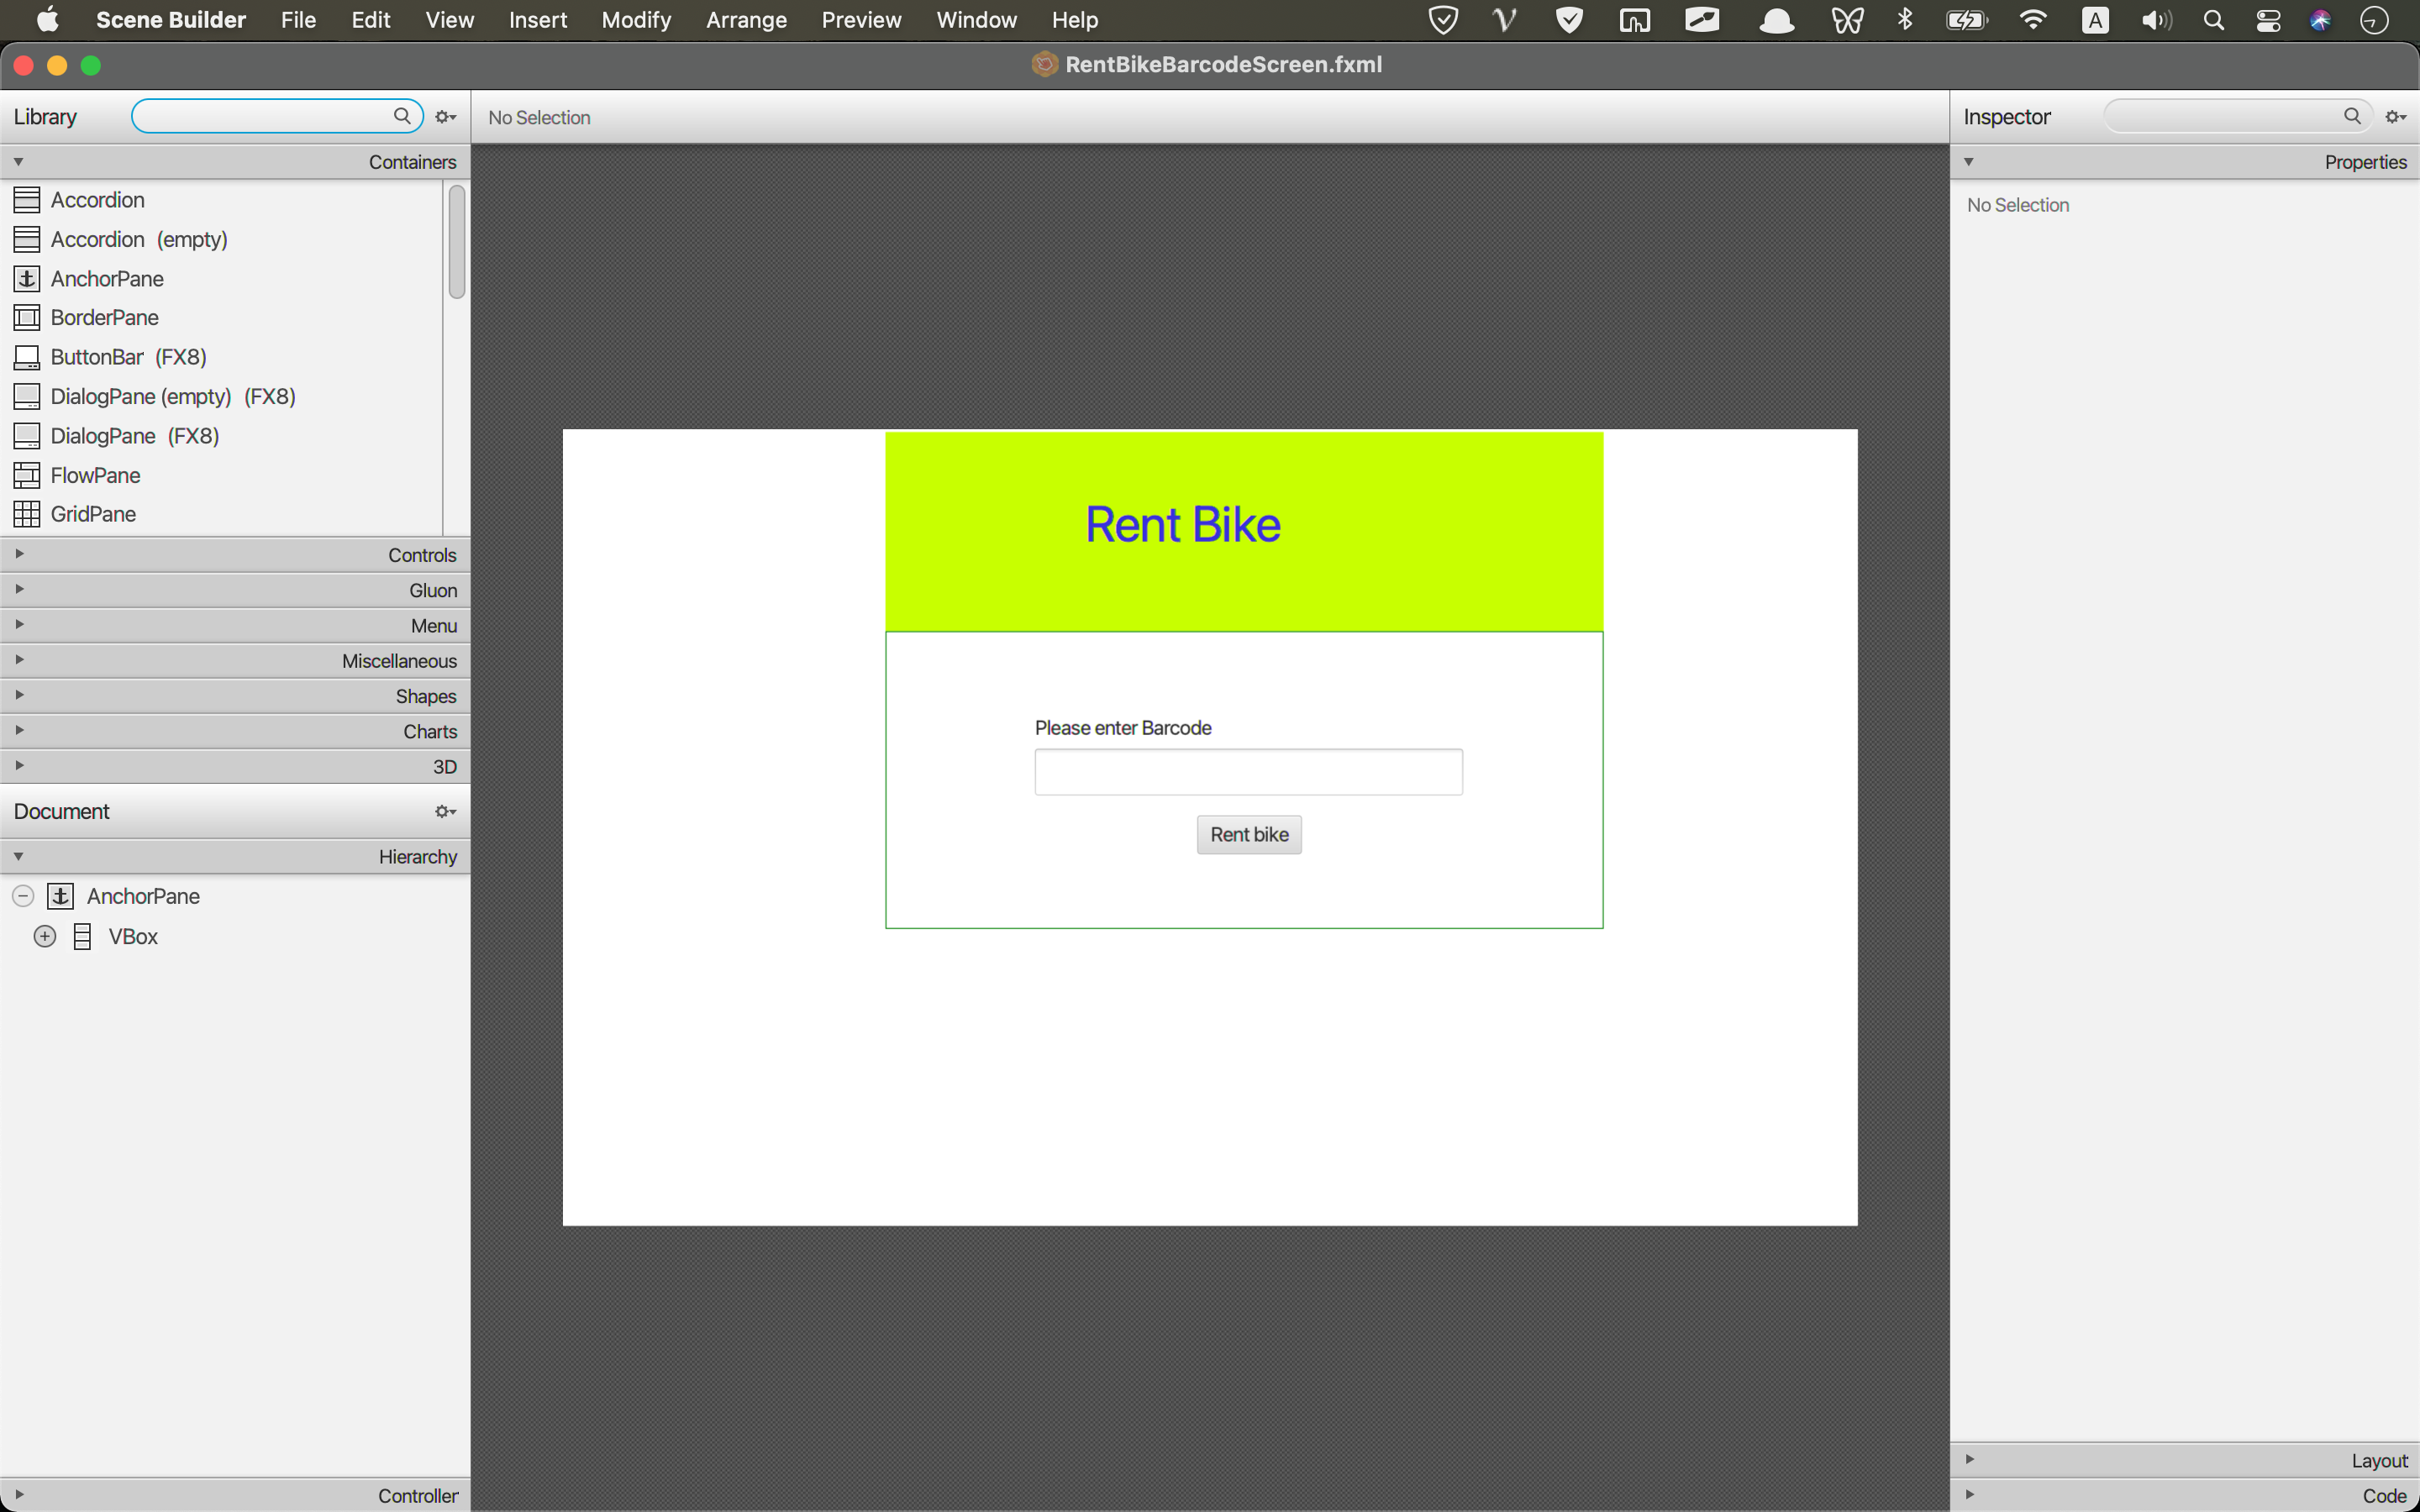 Scene Builder File Edit View Insert Modify Arrange Preview Window Help A
RentBikeBarcodeScreen.fxml
Library
No Selection
Inspector
Containers
Properties
Accordion
Accordion (empty)
AnchorPane
BorderPane
ButtonBar (FX8)
DialogPane (empty) (FX8)
DialogPane (FX8)
FlowPane
GridPane
Controls
Gluon
Menu
Miscellaneous
Shapes
Charts
3D
Document
Hierarchy
AnchorPane
VBox
Controller
Rent Bike
Please enter Barcode
Rent bike
No Selection
Layout
Code